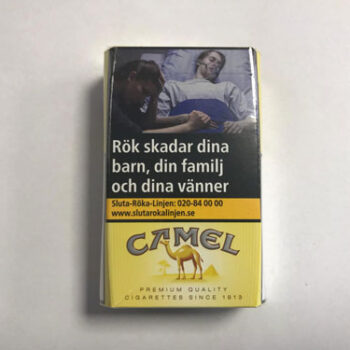 Rök skadar dina
barn, din familj
och dina vänner
Sluta-Röka-Linjen: 020-84 00 00
www.slutarokalinjen.se
CAMEL
PREMIUM QUALITY
CIGARETTES SINCE 1913